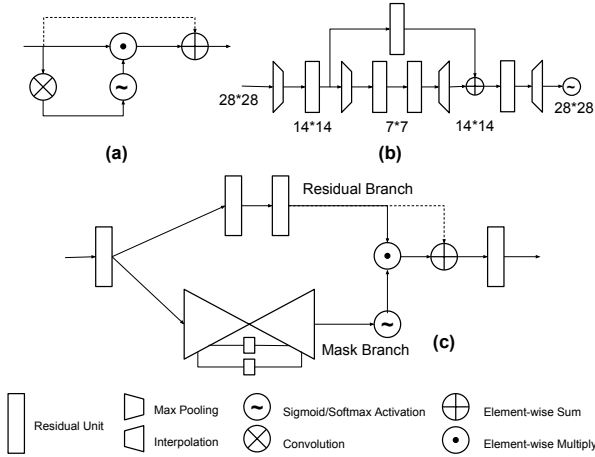 28*28
14*14
7*7
14*14
28*28
(a)
(b)
Residual Branch
Mask Branch
(c)
Residual Unit
Max Pooling
Interpolation
Sigmoid/Softmax Activation
Convolution
Element-wise Sum
Element-wise Multiply